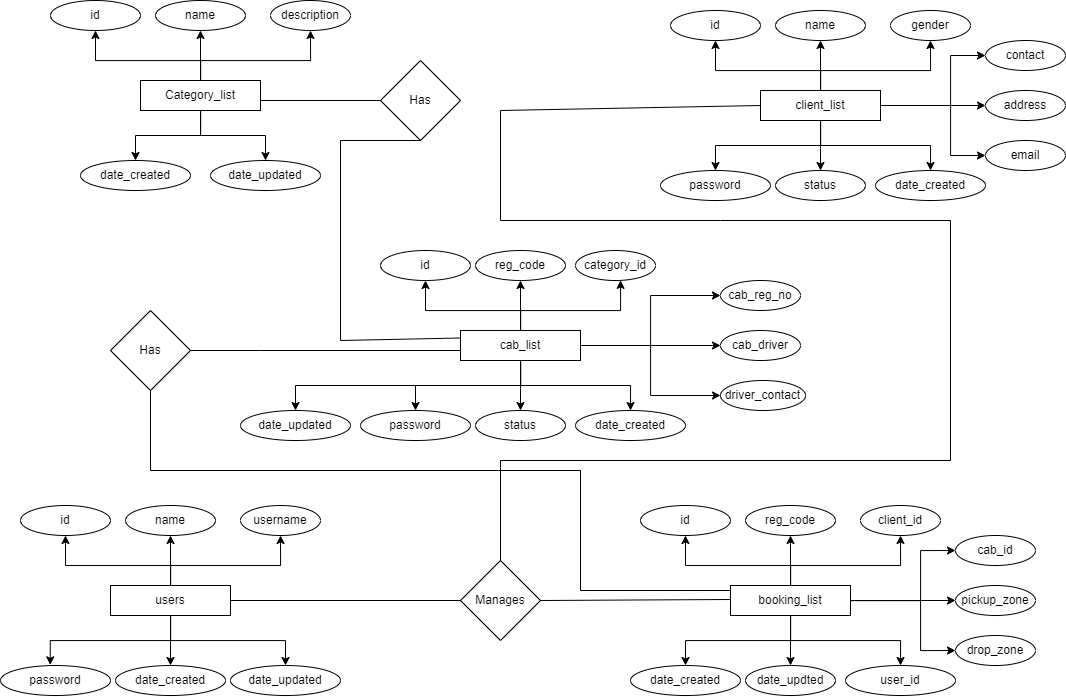 id
name
description
Category_list
Has
date_created
date_updated
id
name
gender
contact
client_list
address
email
password
status
date_created
id
reg_code
category_id
cab_reg_no
Has
cab_list
cab_driver
driver_contact
date_updated
password
status
date_created
id
name
username
users
Manages
password
date_created
date_updated
id
reg_code
client_id
cab_id
booking_list
pickup_zone
drop_zone
date_created
date_updted
user_id